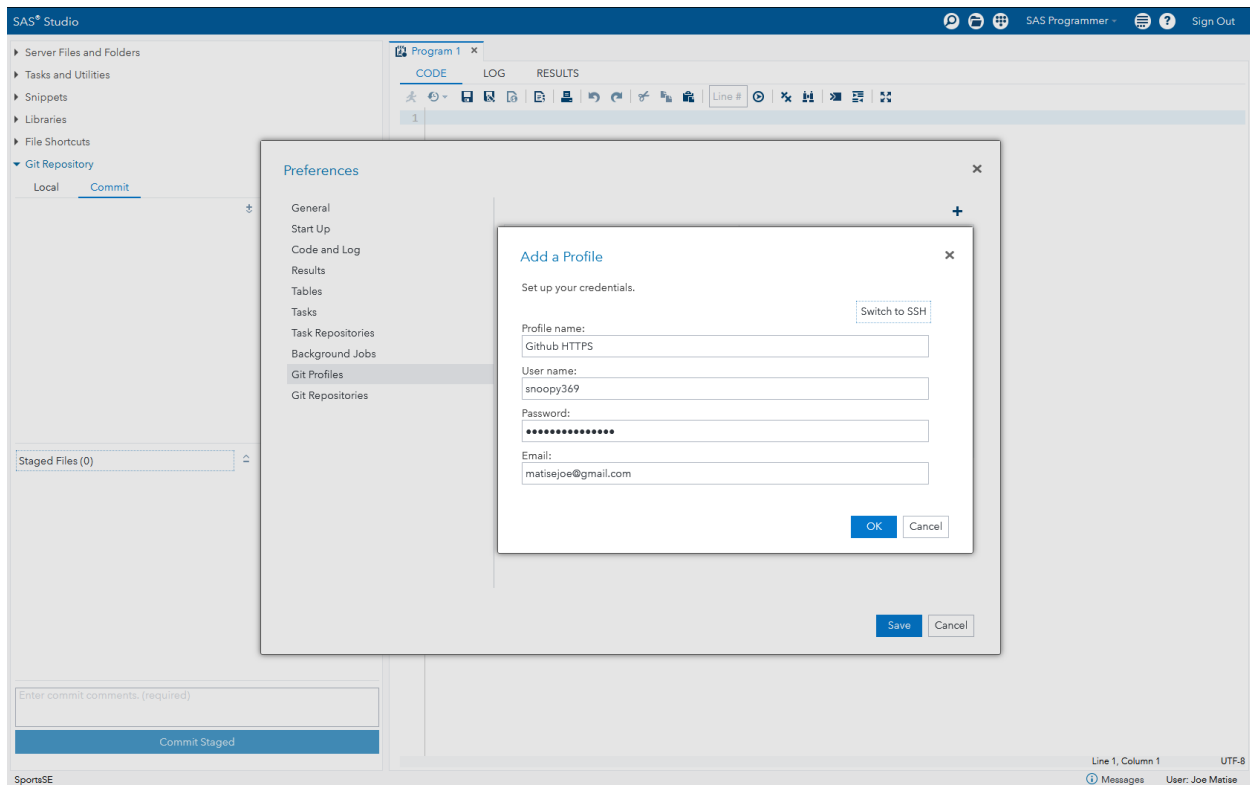 SAS® Studio
SAS Programmer
Sign Out
Server Files and Folders
Tasks and Utilities
Snippets
Libraries
File Shortcuts
Git Repository
Local Commit
Staged Files (0)
Enter commit comments. (required)
Commit Staged
SportsSE
Program 1
CODE LOG RESULTS
Line #
1
Preferences
General
Start Up
Code and Log
Results
Tables
Tasks
Task Repositories
Background Jobs
Git Profiles
Git Repositories
Add a Profile
Set up your credentials.
Switch to SSH
Profile name:
Github HTTPS
User name:
snoopy369
Password:
•••••••••••••••
Email:
matisejoe@gmail.com
OK Cancel
Save Cancel
Line 1, Column 1 UTF-8
Messages User: Joe Matise